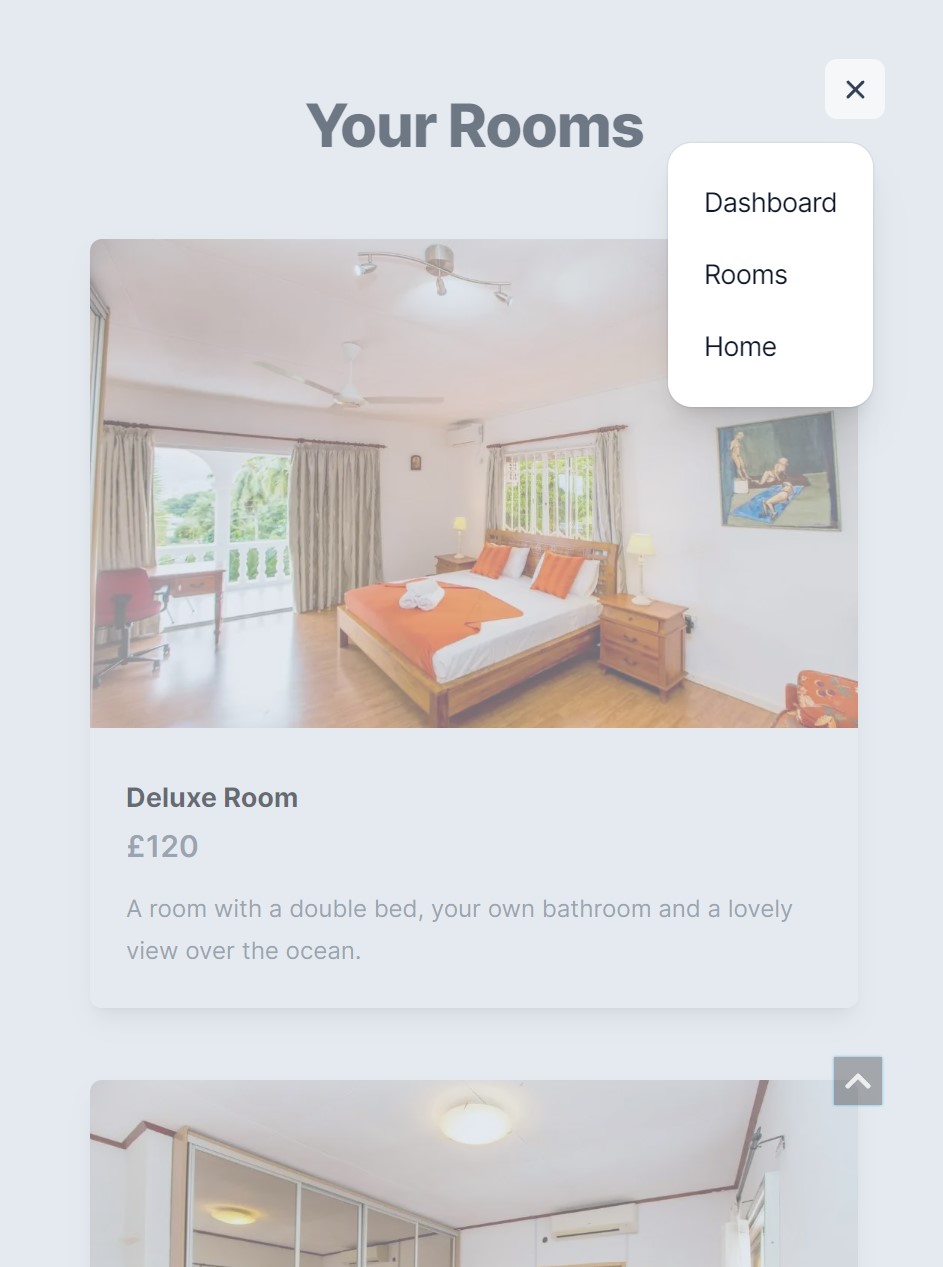 Your Rooms
Dashboard
Rooms
Home
Deluxe Room
£120
A room with a double bed, your own bathroom and a lovely
view over the ocean.